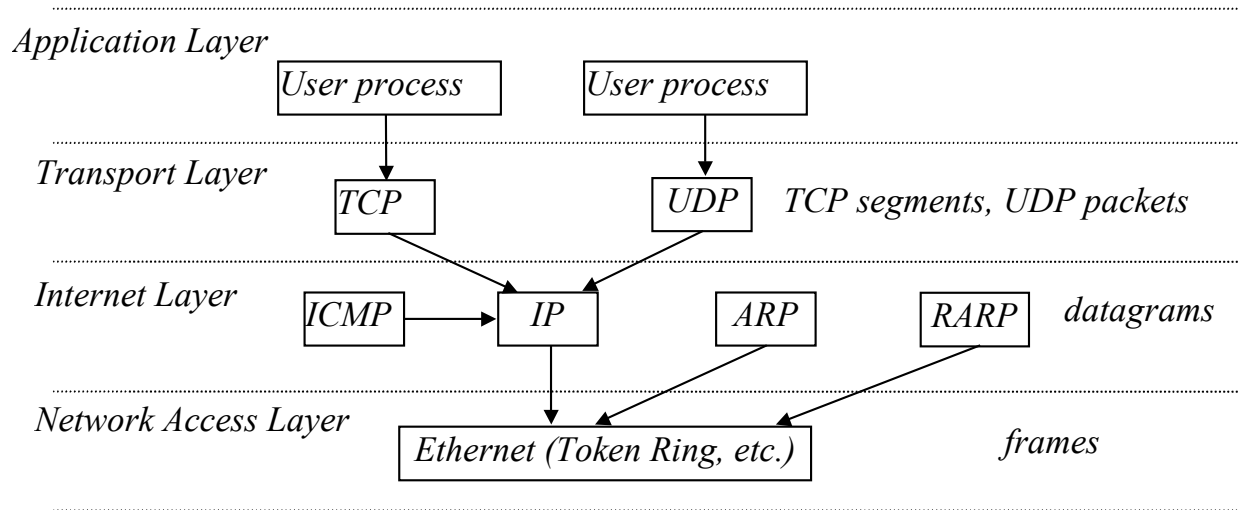 Application Layer
User process
User process
Transport Layer
TCP
UDP
TCP segments, UDP packets
Internet Layer
ICMP
IP
ARP
RARP
datagrams
Network Access Layer
Ethernet (Token Ring, etc.)
frames